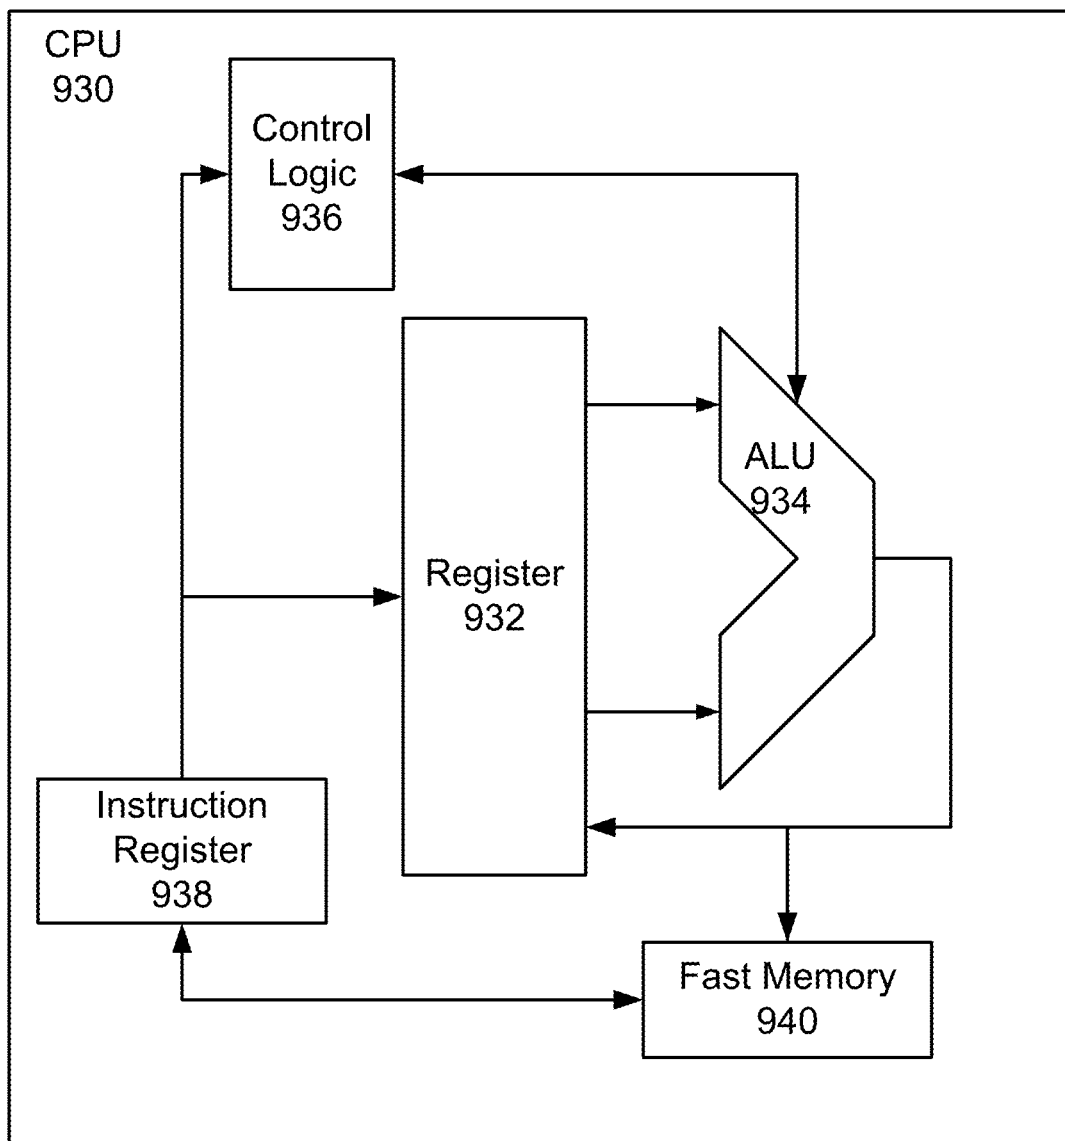 CPU
930
Control
Logic
936
ALU
934
Register
932
Instruction
Register
938
Fast Memory
940